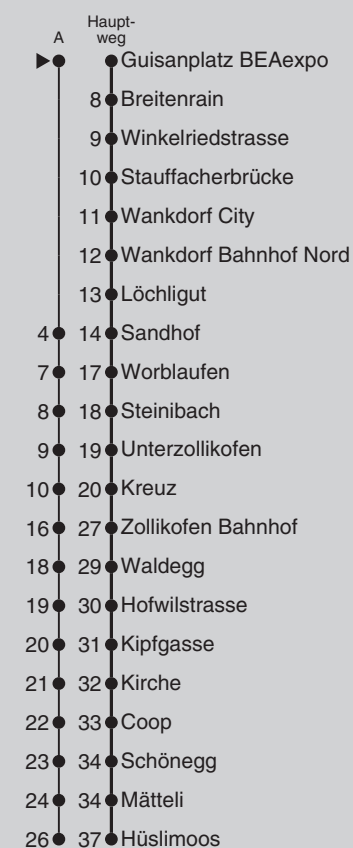 A Haupt-
weg
Guisanplatz BEAexpo
8 Breitenrain
9 Winkelriedstrasse
10 Stauffacherbrücke
11 Wankdorf City
12 Wankdorf Bahnhof Nord
13 Löchligut
4 14 Sandhof
7 17 Worblaufen
8 18 Steinibach
9 19 Unterzollikofen
10 20 Kreuz
16 27 Zollikofen Bahnhof
18 29 Waldegg
19 30 Hofwilstrasse
20 31 Kipfgasse
21 32 Kirche
22 33 Coop
23 34 Schönegg
24 34 Mätteli
26 37 Hüslimoos